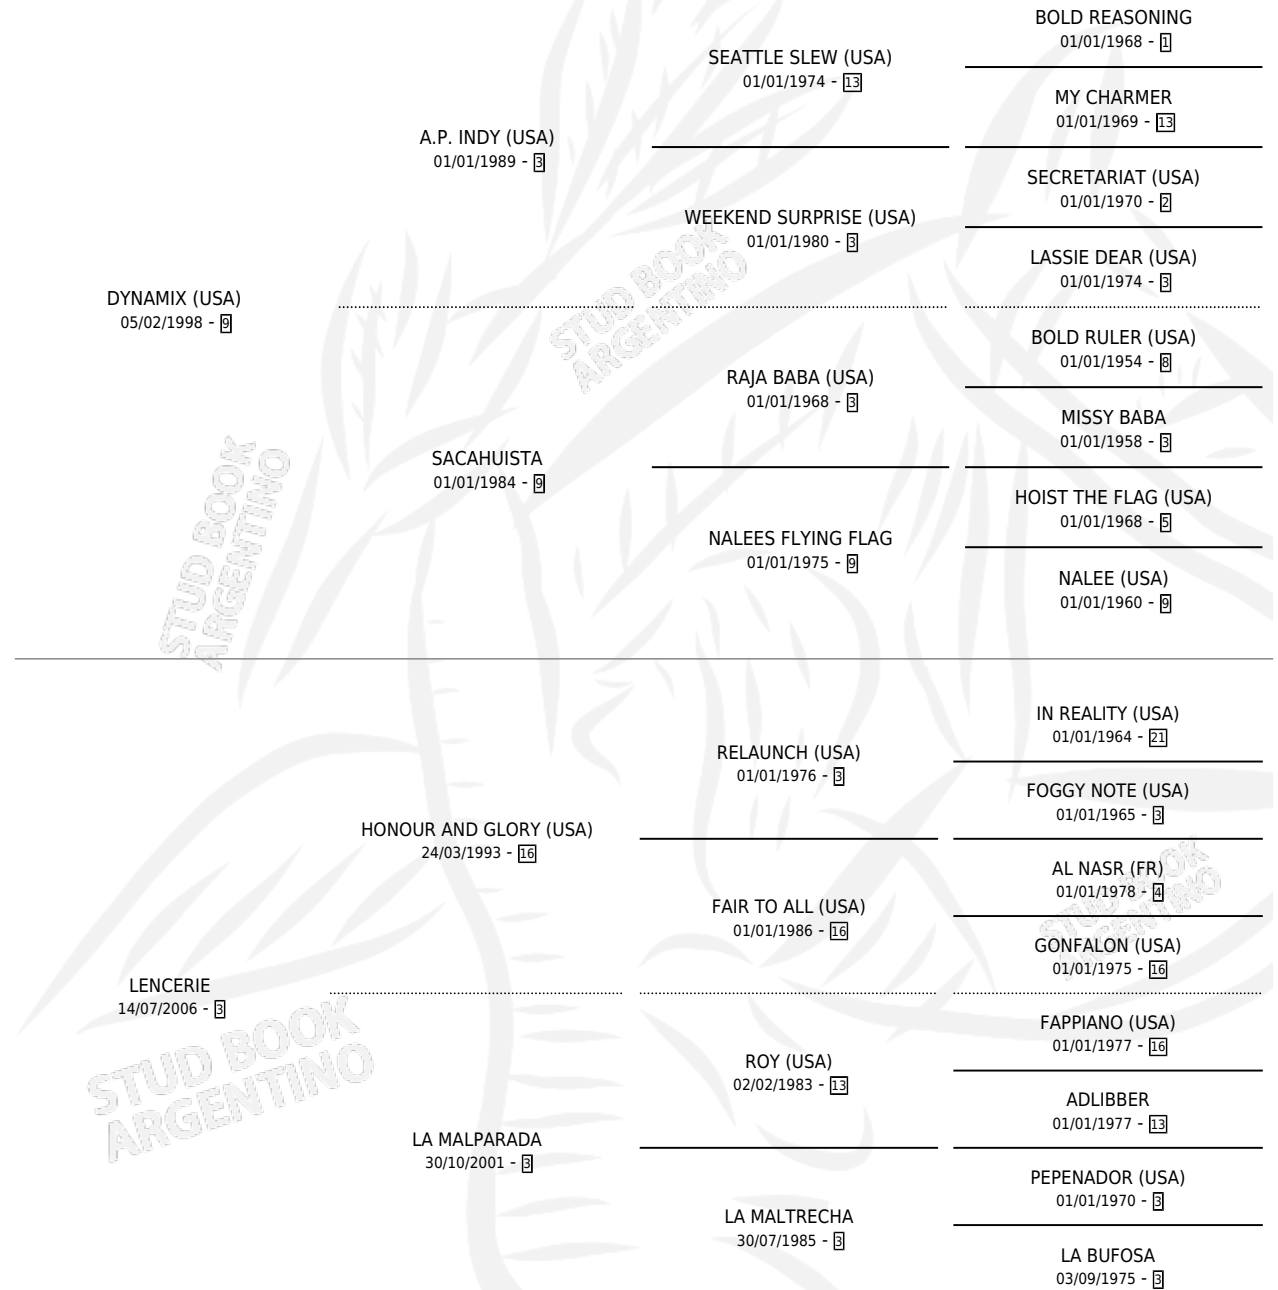 BOLD REASONING
01/01/1968 - 1
SEATTLE SLEW (USA)
01/01/1974 - 13
MY CHARMER
01/01/1969 - 13
A.P. INDY (USA)
01/01/1989 - 3
SECRETARIAT (USA)
01/01/1970 - 2
WEEKEND SURPRISE (USA)
01/01/1980 - 3
LASSIE DEAR (USA)
01/01/1974 - 3
DYNAMIX (USA)
05/02/1998 - 9
BOLD RULER (USA)
01/01/1954 - 8
RAJA BABA (USA)
01/01/1968 - 3
MISSY BABA
01/01/1958 - 3
SACAHUISTA
01/01/1984 - 9
HOIST THE FLAG (USA)
01/01/1968 - 5
NALEES FLYING FLAG
01/01/1975 - 9
NALEE (USA)
01/01/1960 - 9
IN REALITY (USA)
01/01/1964 - 21
RELAUNCH (USA)
01/01/1976 - 3
FOGGY NOTE (USA)
01/01/1965 - 3
HONOUR AND GLORY (USA)
24/03/1993 - 16
AL NASR (FR)
01/01/1978 - 4
FAIR TO ALL (USA)
01/01/1986 - 16
GONFALON (USA)
01/01/1975 - 16
LENCERIE
14/07/2006 - 3
FAPPIANO (USA)
01/01/1977 - 16
ROY (USA)
02/02/1983 - 13
ADLIBBER
01/01/1977 - 13
LA MALPARADA
30/10/2001 - 3
PEPENADOR (USA)
01/01/1970 - 3
LA MALTRECHA
30/07/1985 - 3
LA BUFOSA
03/09/1975 - 3
STUD BOOK
ARGENTINO
STUD BOOK
ARGENTINO
STUD BOOK
ARGENTINO
STUD BOOK
ARGENTINO